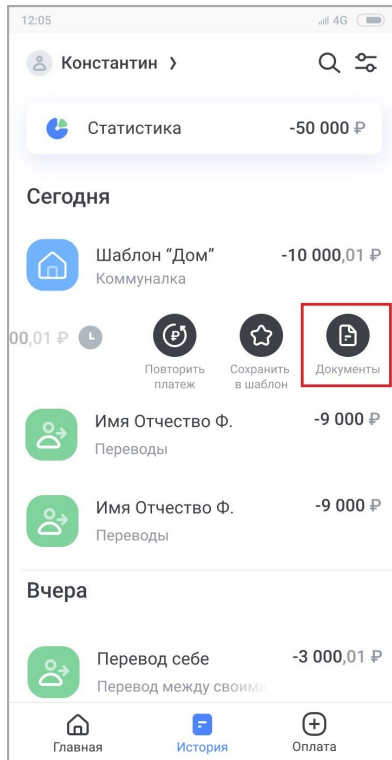 12:05 4G
Константин
Статистика -50 000 ₽
Сегодня
Шаблон “Дом” -10 000,01 ₽
Коммуналка
00,01 ₽
Повторить
платеж
Сохранить
в шаблон
Документы
Имя Отчество Ф. -9 000 ₽
Переводы
Имя Отчество Ф. -9 000 ₽
Переводы
Вчера
Перевод себе -3 000,01 ₽
Перевод между своими
Главная История Оплата